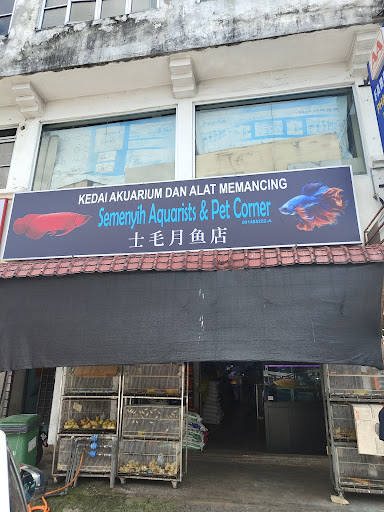 KEDAI AKUARIUM DAN ALAT MEMANCING
Semenyih Aquarists & Pet Corner
士毛月鱼店